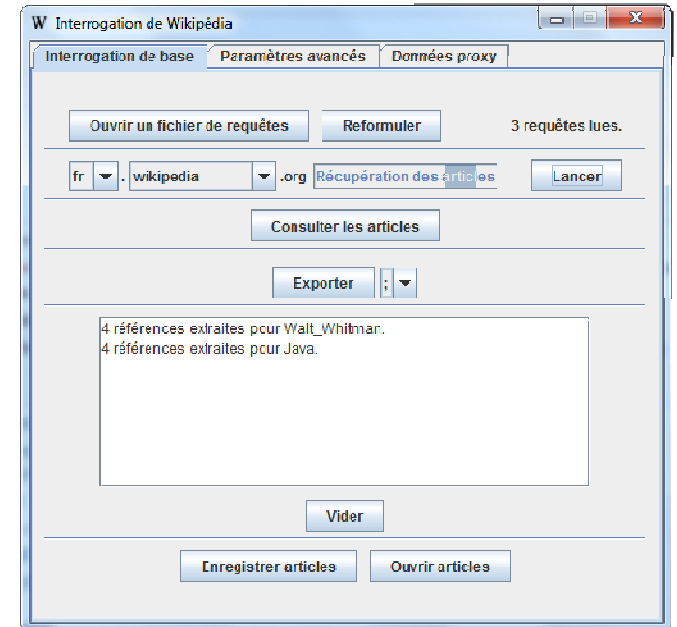 W Interrogation de Wikipédia
Interrogation de base Paramètres avancés Données proxy
Ouvrir un fichier de requêtes Reformuler 3 requêtes lues.
fr . wikipedia .org Récupération des articles Lancer
Consulter les articles
Exporter ;
4 références extraites pour Walt_Whitman.
4 références extraites pour Java.
Vider
Enregistrer articles Ouvrir articles